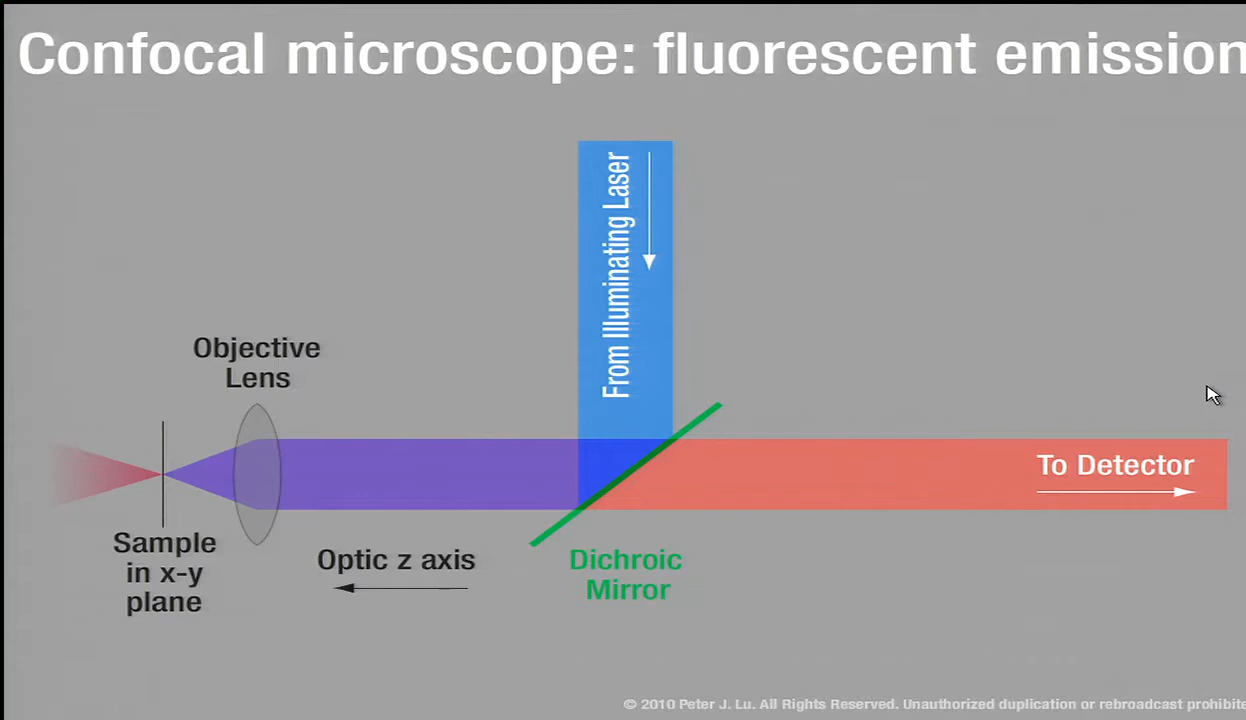 Confocal microscope: fluorescent emission
From Illuminating Laser
Objective
Lens
To Detector
Sample
in x-y
plane
Optic z axis
Dichroic
Mirror
© 2010 Peter J. Lu. All Rights Reserved. Unauthorized duplication or rebroadcast prohibite